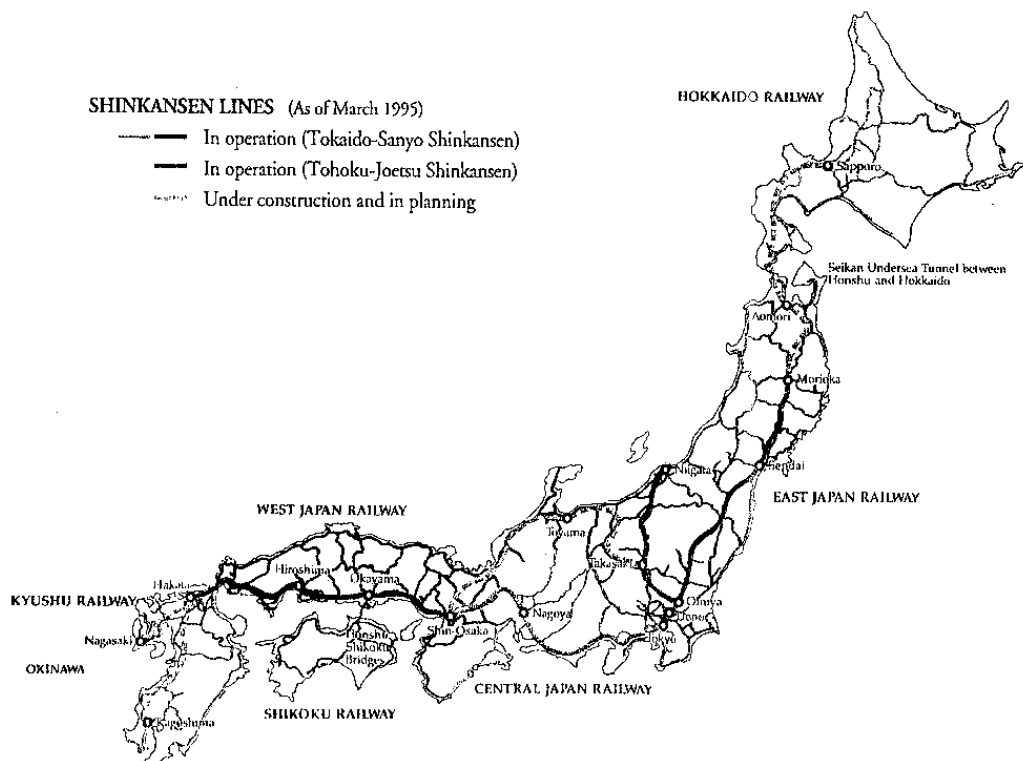 SHINKANSEN LINES (As of March 1995)
In operation (Tokaido-Sanyo Shinkansen)
In operation (Tohoku-Joetsu Shinkansen)
Under construction and in planning
HOKKAIDO RAILWAY
Sapporo
Seikan Undersea Tunnel between
Honshu and Hokkaido
Aomori
Morioka
Sendai
Niigata
EAST JAPAN RAILWAY
WEST JAPAN RAILWAY
Toyama
Takasaki
Hiroshima
Okayama
Hakata
KYUSHU RAILWAY
Omiya
Ueno
Nagoya
Shin-Osaka
Tokyo
Nagasaki
Honshu
Shikoku
Bridges
OKINAWA
CENTRAL JAPAN RAILWAY
SHIKOKU RAILWAY
Kagoshima